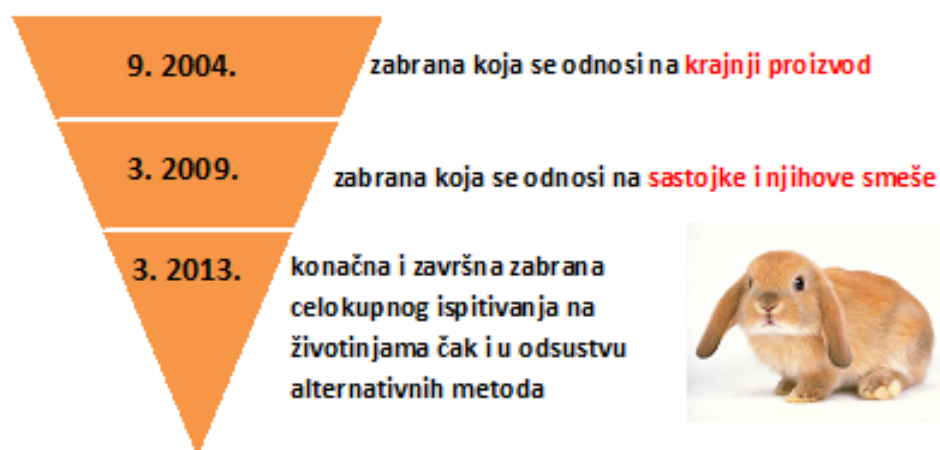 9. 2004.
zabrana koja se odnosi na krajnji proizvod
3. 2009.
zabrana koja se odnosi na sastojke i njihove smeše
3. 2013.
konačna i završna zabrana
celokupnog ispitivanja na
životinjama čak i u odsustvu
alternativnih metoda